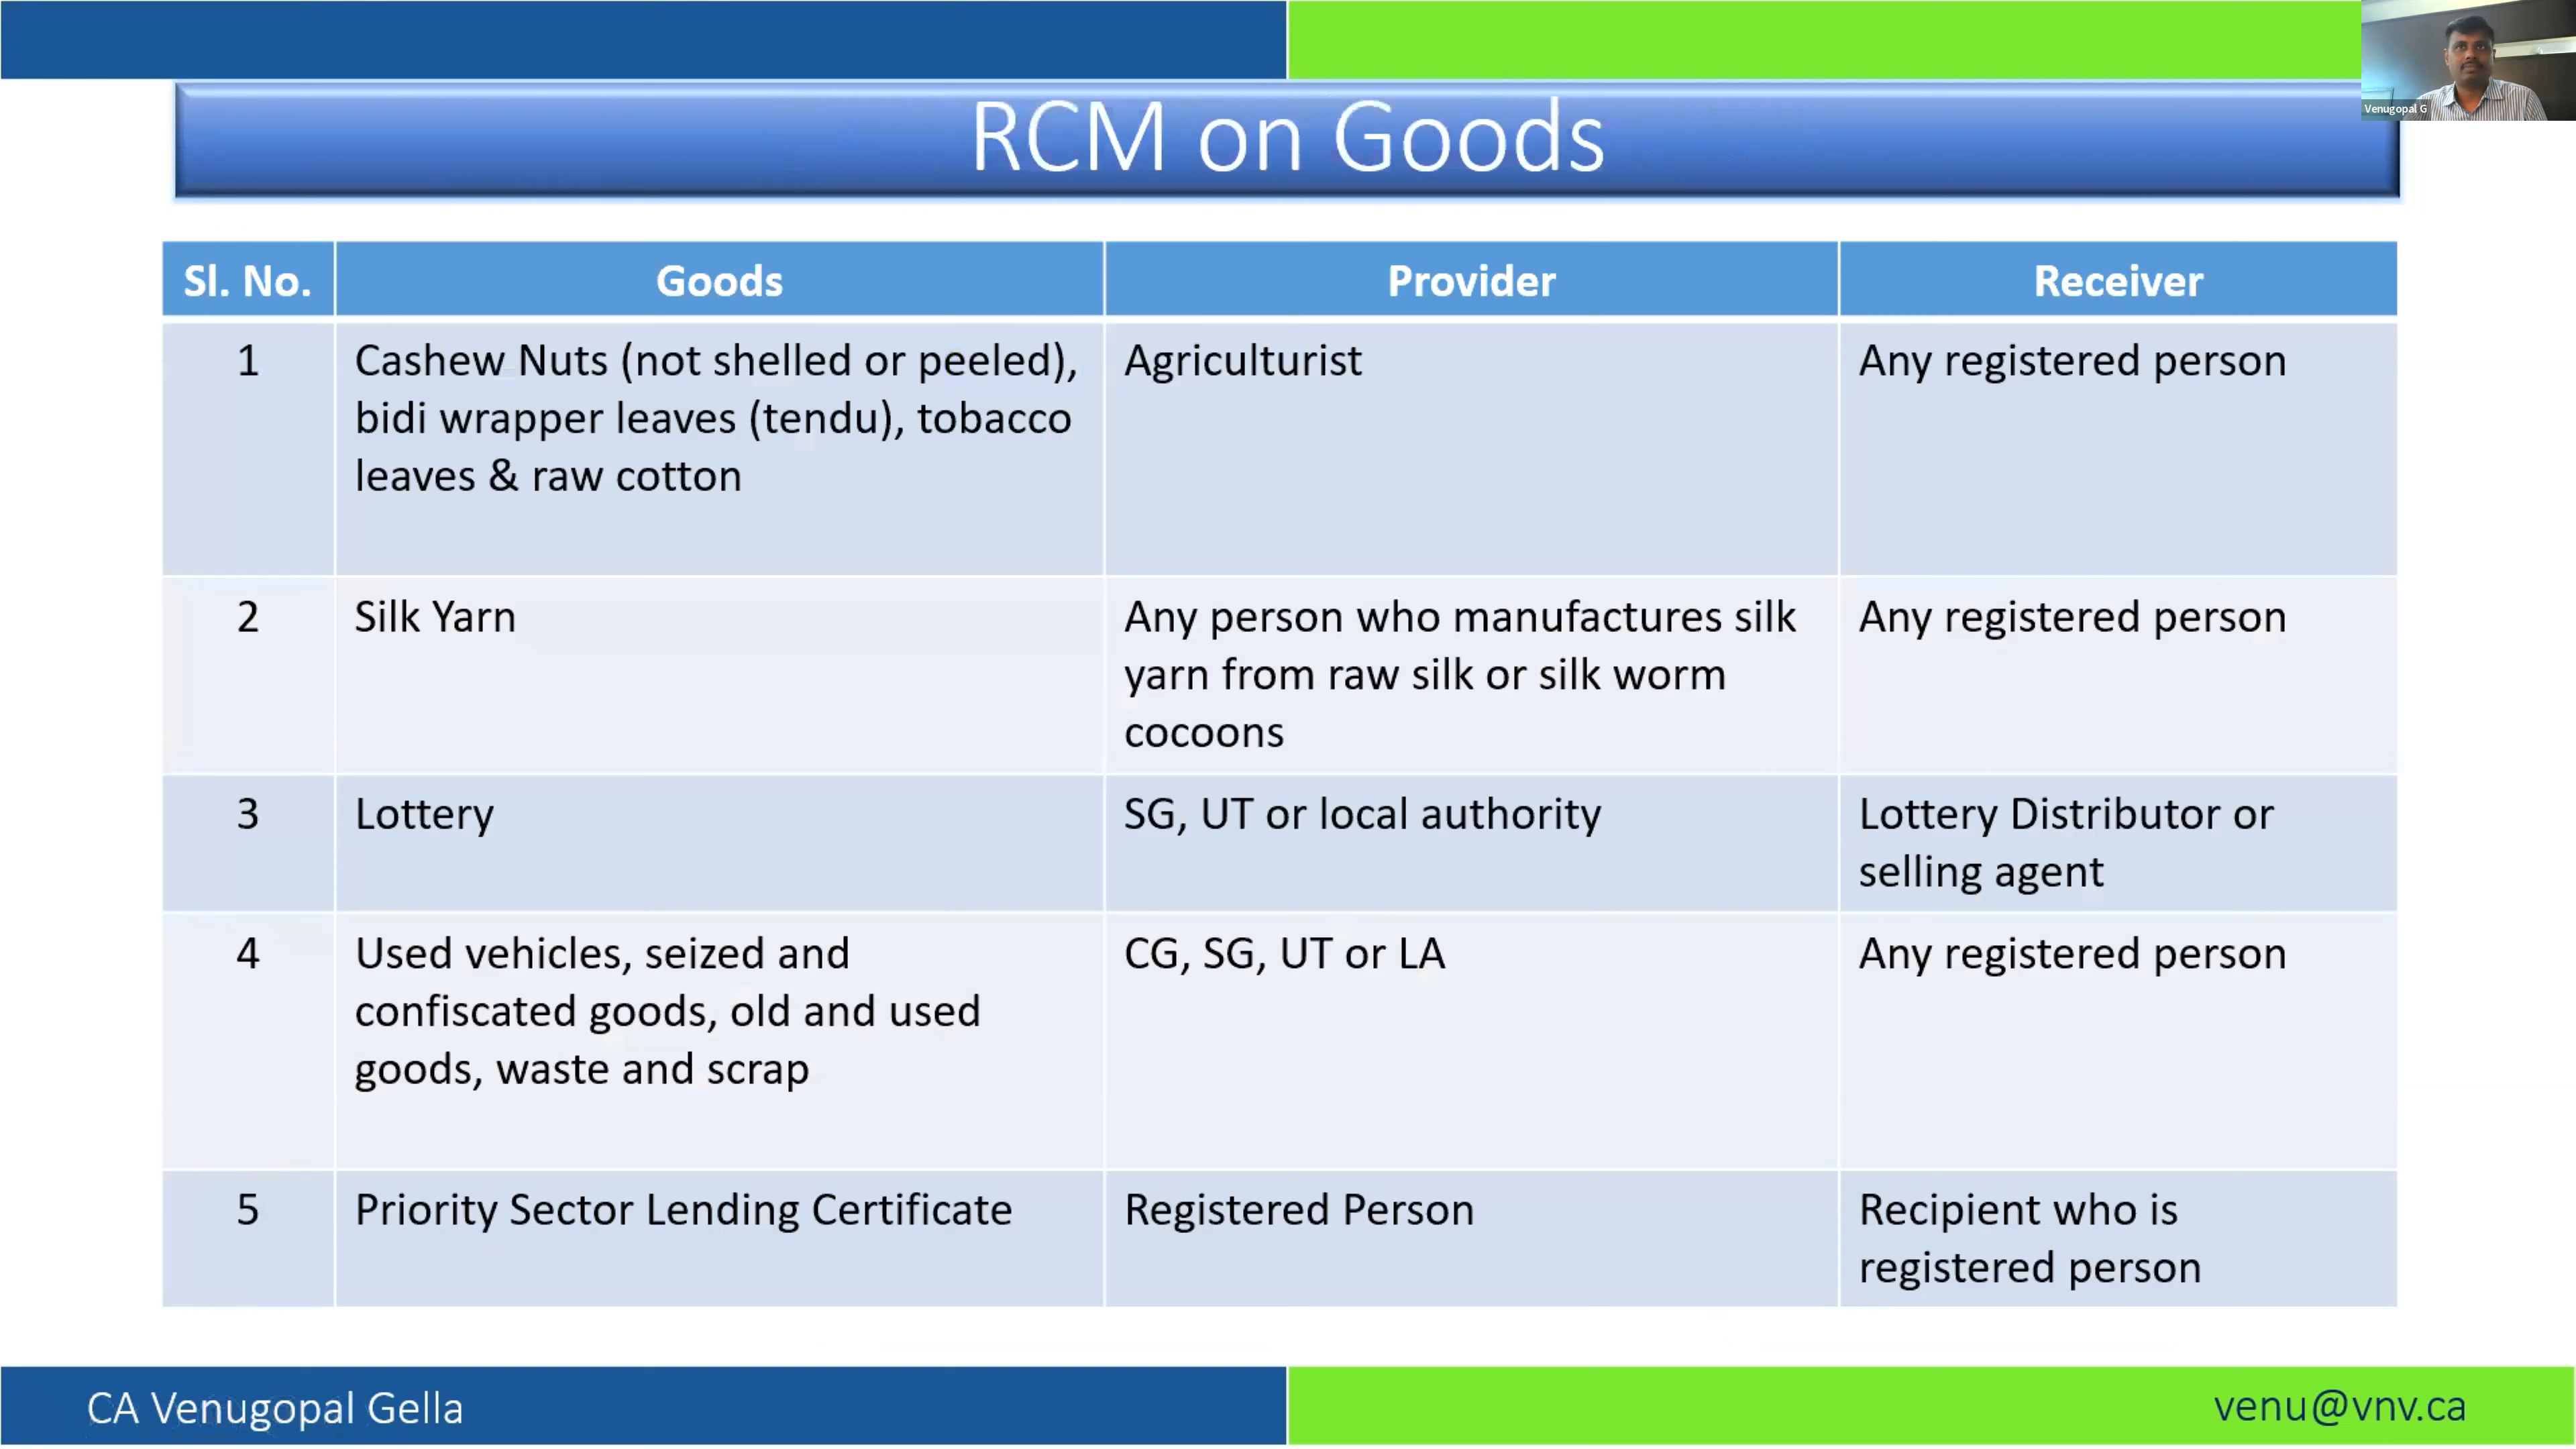 Venugopal G
RCM on Goods
Sl. No. Goods Provider Receiver
1 Cashew Nuts (not shelled or peeled), Agriculturist Any registered person
bidi wrapper leaves (tendu), tobacco
leaves & raw cotton
2 Silk Yarn Any person who manufactures silk Any registered person
yarn from raw silk or silk worm
cocoons
3 Lottery SG, UT or local authority Lottery Distributor or
selling agent
4 Used vehicles, seized and CG, SG, UT or LA Any registered person
confiscated goods, old and used
goods, waste and scrap
5 Priority Sector Lending Certificate Registered Person Recipient who is
registered person
CA Venugopal Gella venu@vnv.ca